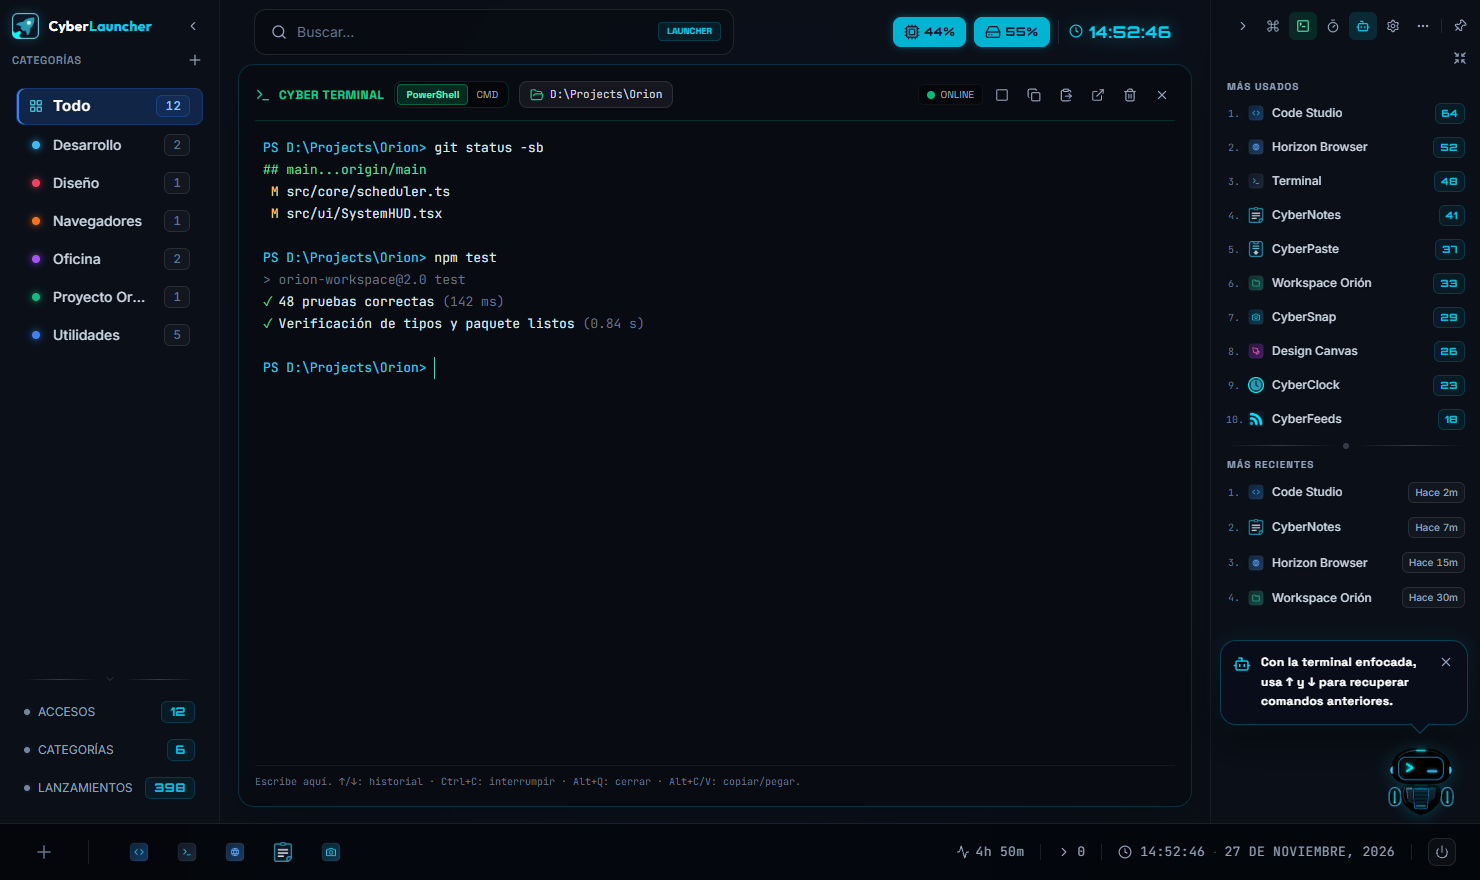 CyberLauncher
CATEGORÍAS
Todo 12
Desarrollo 2
Diseño 1
Navegadores 1
Oficina 2
Proyecto Or... 1
Utilidades 5
ACCESOS 12
CATEGORÍAS 6
LANZAMIENTOS 398
Buscar... LAUNCHER
44% 55% 14:52:46
CYBER TERMINAL PowerShell CMD D:\Projects\Orion ONLINE
PS D:\Projects\Orion> git status -sb
## main...origin/main
M src/core/scheduler.ts
M src/ui/SystemHUD.tsx
PS D:\Projects\Orion> npm test
> orion-workspace@2.0 test
✓ 48 pruebas correctas (142 ms)
✓ Verificación de tipos y paquete listos (0.84 s)
PS D:\Projects\Orion>
Escribe aquí. ↑/↓: historial · Ctrl+C: interrumpir · Alt+Q: cerrar · Alt+C/V: copiar/pegar.
MÁS USADOS
1. Code Studio 64
2. Horizon Browser 52
3. Terminal 48
4. CyberNotes 41
5. CyberPaste 37
6. Workspace Orión 33
7. CyberSnap 29
8. Design Canvas 26
9. CyberClock 23
10. CyberFeeds 18
MÁS RECIENTES
1. Code Studio Hace 2m
2. CyberNotes Hace 7m
3. Horizon Browser Hace 15m
4. Workspace Orión Hace 30m
Con la terminal enfocada,
usa ↑ y ↓ para recuperar
comandos anteriores.
4h 50m > 0 14:52:46 · 27 DE NOVIEMBRE, 2026